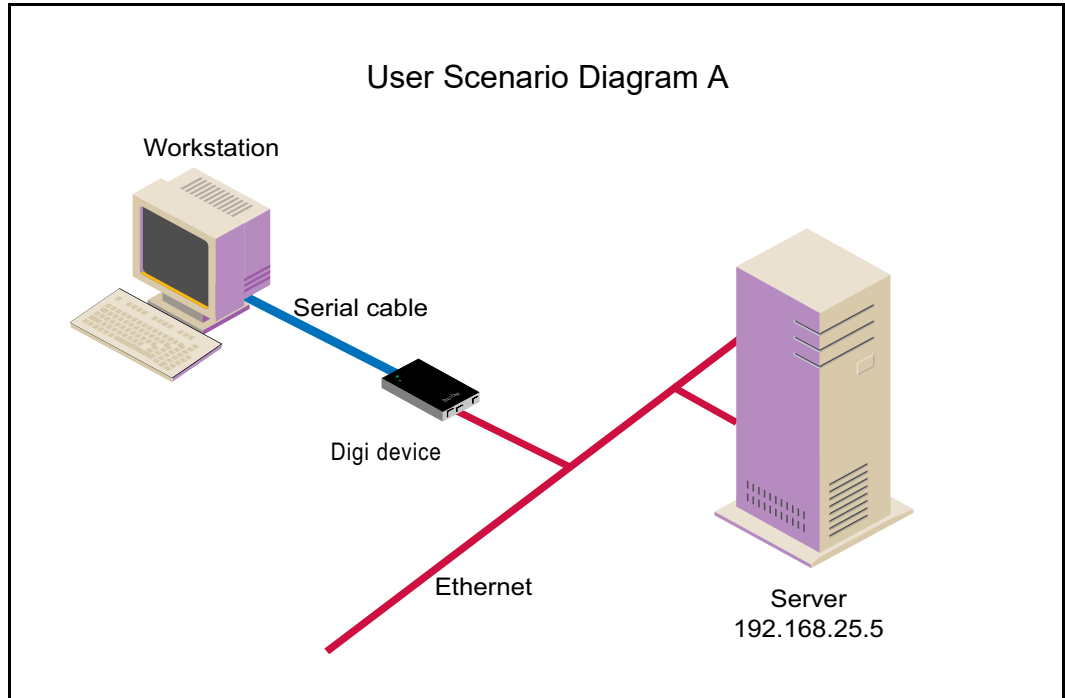 User Scenario Diagram A
Workstation
Serial cable
Digi device
Ethernet
Server
192.168.25.5